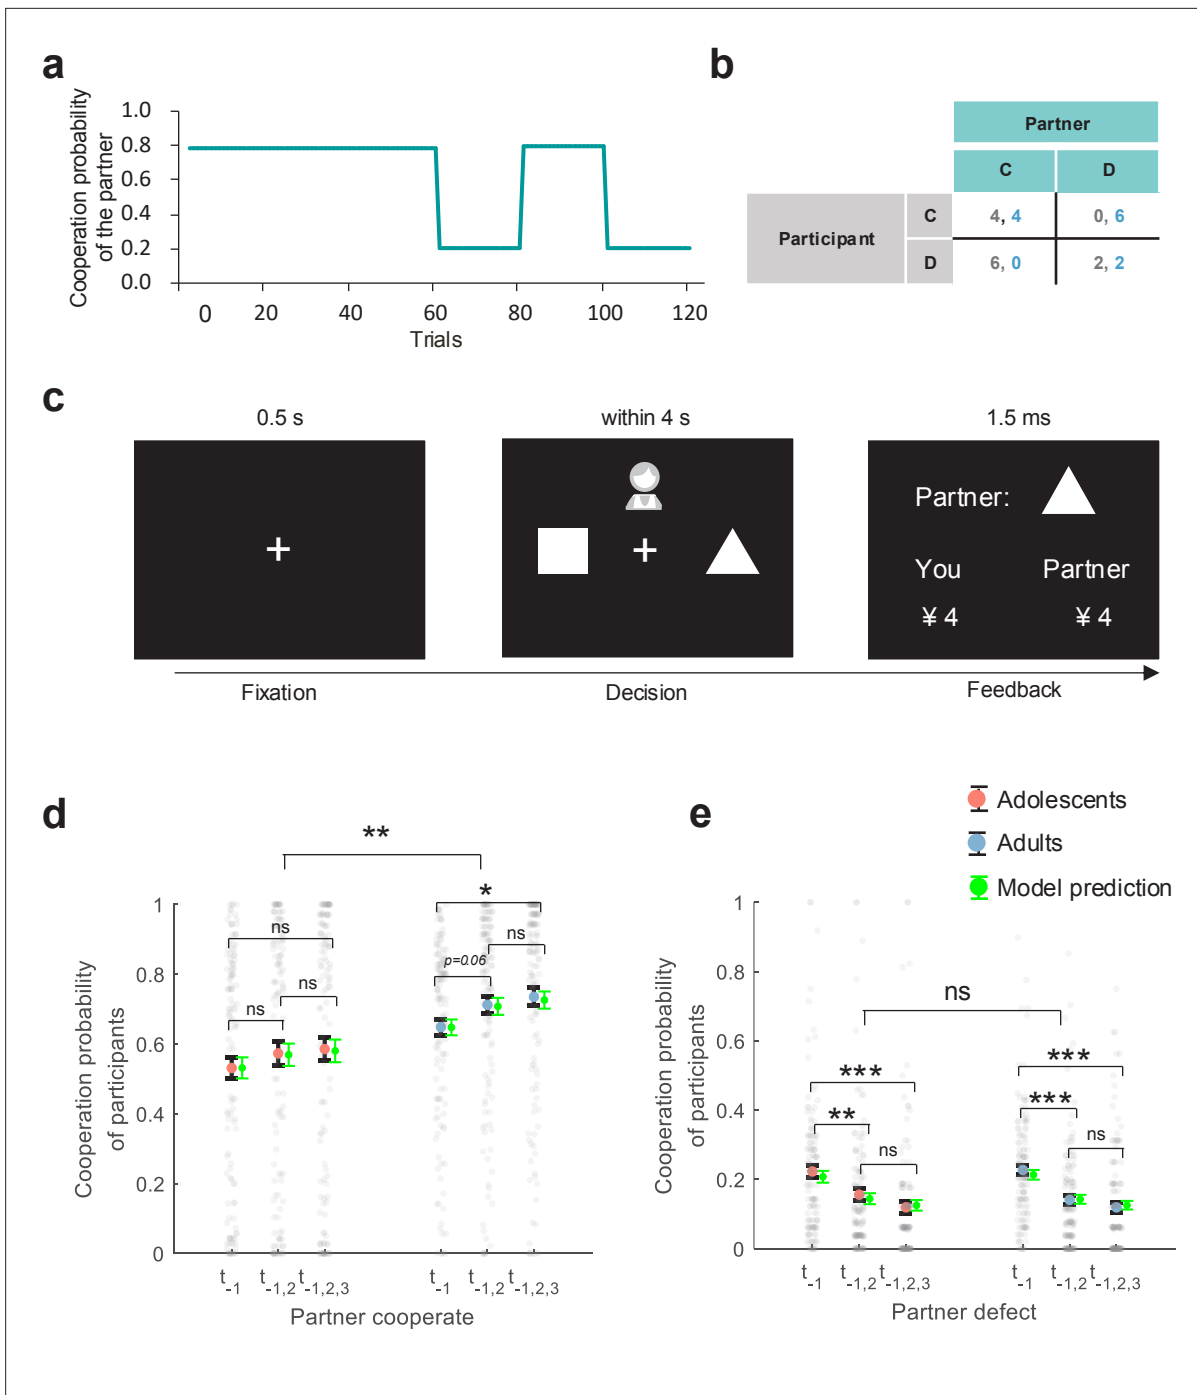 a
Cooperation probability
of the partner
1.0
0.8
0.6
0.4
0.2
0.0
0 20 40 60 80 100 120
Trials
b
Partner
C D
Participant
C 4, 4 0, 6
D 6, 0 2, 2
c
0.5 s within 4 s 1.5 ms
+
+
Partner:
You Partner
¥ 4 ¥ 4
Fixation Decision Feedback
d
Cooperation probability
of participants
1
0.8
0.6
0.4
0.2
0
**
*
ns
ns
p=0.06
ns
ns
t-1 t-1,2 t-1,2,3 t-1 t-1,2 t-1,2,3
Partner cooperate
e
Adolescents
Adults
Model prediction
Cooperation probability
of participants
1
0.8
0.6
0.4
0.2
0
ns
***
***
**
***
ns
ns
t-1 t-1,2 t-1,2,3 t-1 t-1,2 t-1,2,3
Partner defect